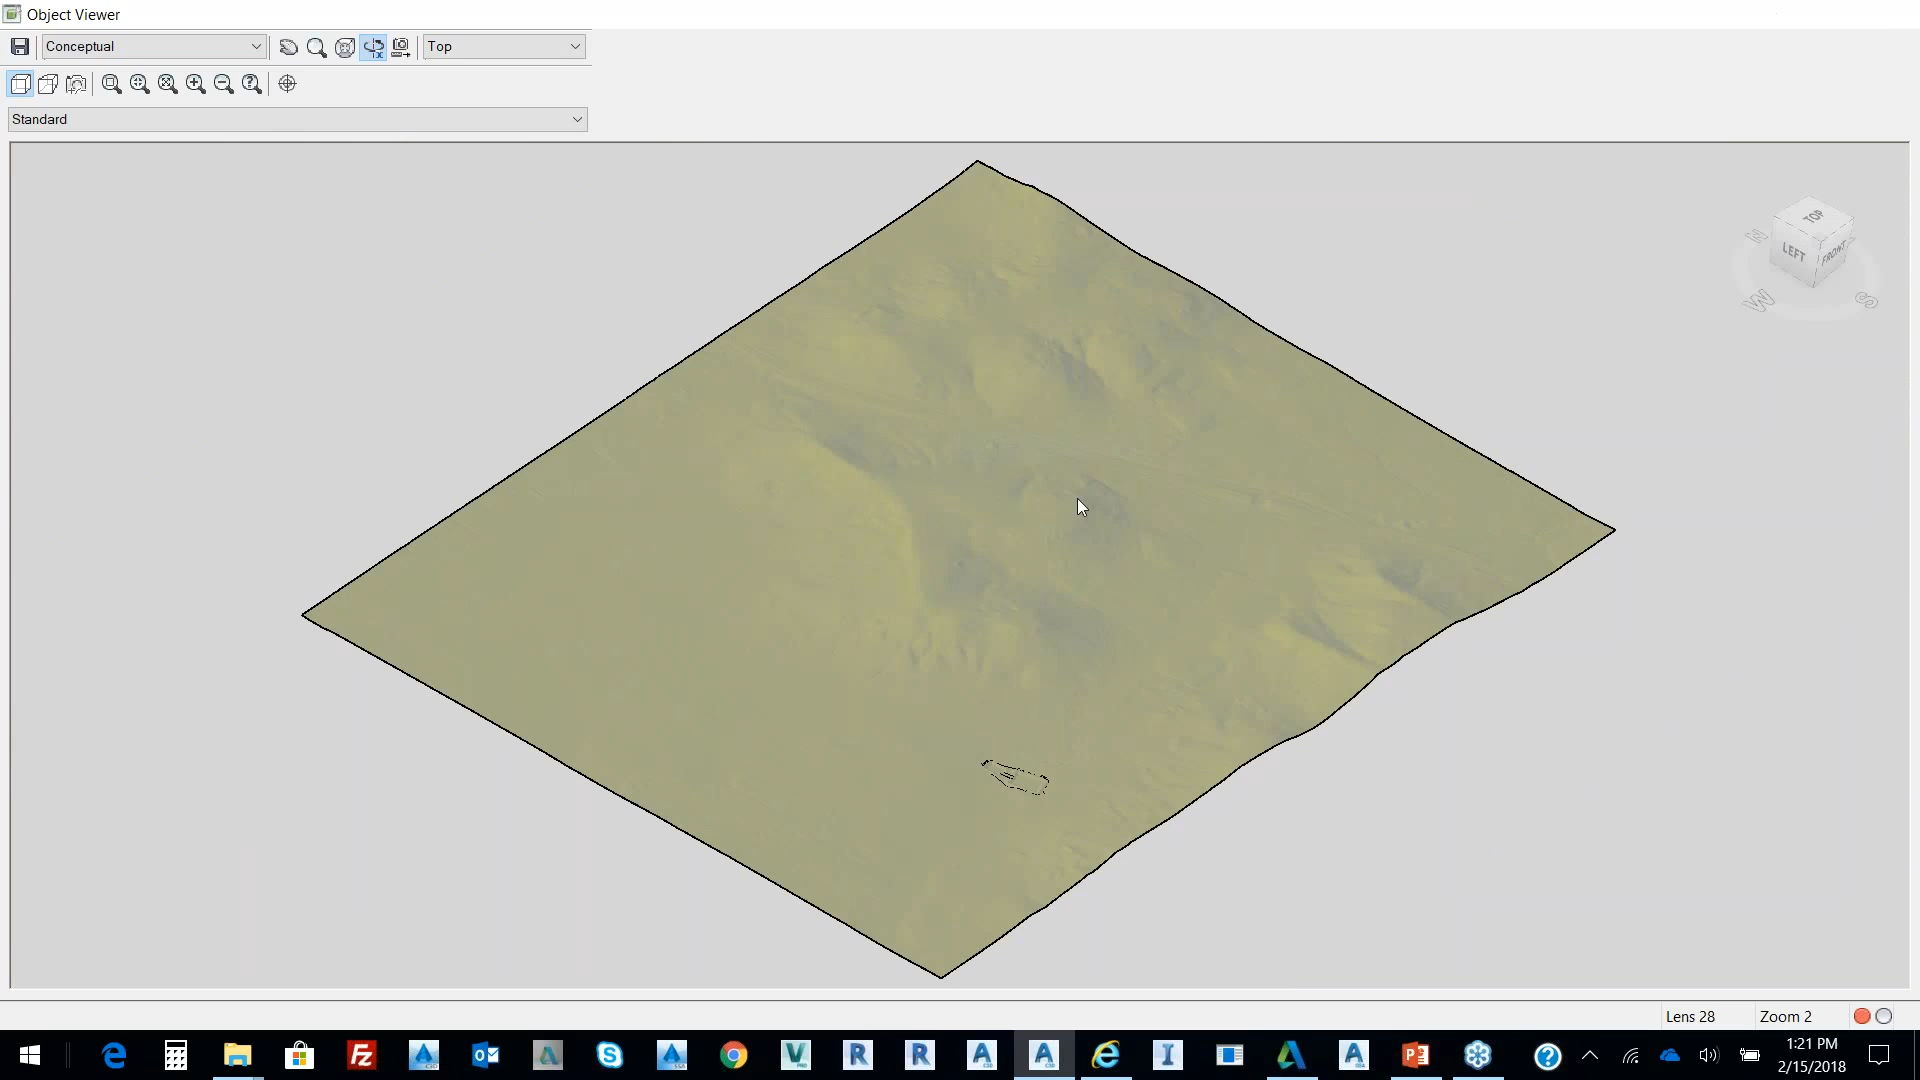 Object Viewer
Conceptual
Top
Standard
TOP
LEFT
FRONT
N
W
S
Lens 28
Zoom 2
1:21 PM
2/15/2018